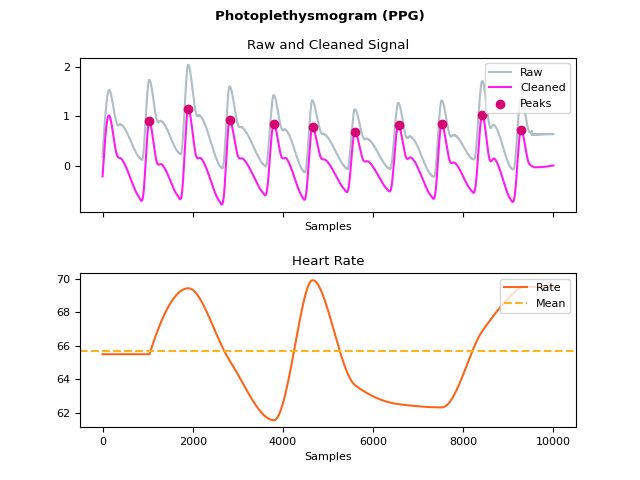 Photoplethysmogram (PPG)
Raw and Cleaned Signal
Raw
Cleaned
Peaks
2
1
0
Samples
Heart Rate
Rate
Mean
70
68
66
64
62
0 2000 4000 6000 8000 10000
Samples